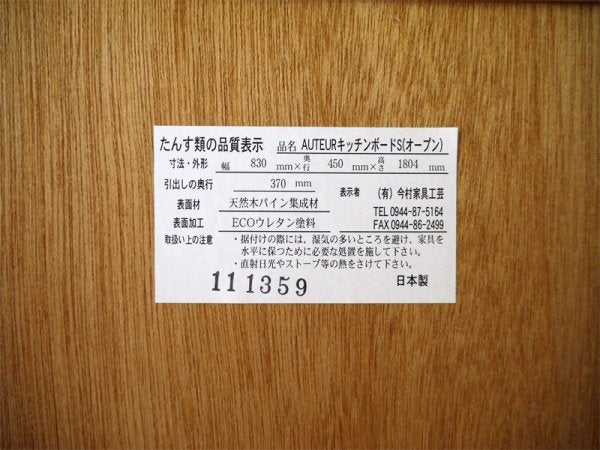 たんす類の品質表示 品名 AUTEURキッチンボードS(オープン)
寸法・外形 幅 830 mm×奥行 450 mm×高さ 1804 mm
引出しの奥行 370 mm
表面材 天然木パイン集成材
表面加工 ECOウレタン塗料
表示者 (有) 今村家具工芸
TEL 0944-87-5164
FAX 0944-86-2499
取扱い上の注意 ・据付けの際には、湿気の多いところを避け、家具を
水平に保つために必要な処置を施して下さい。
・直射日光やストーブ等の熱をさけて下さい。
111359 日本製